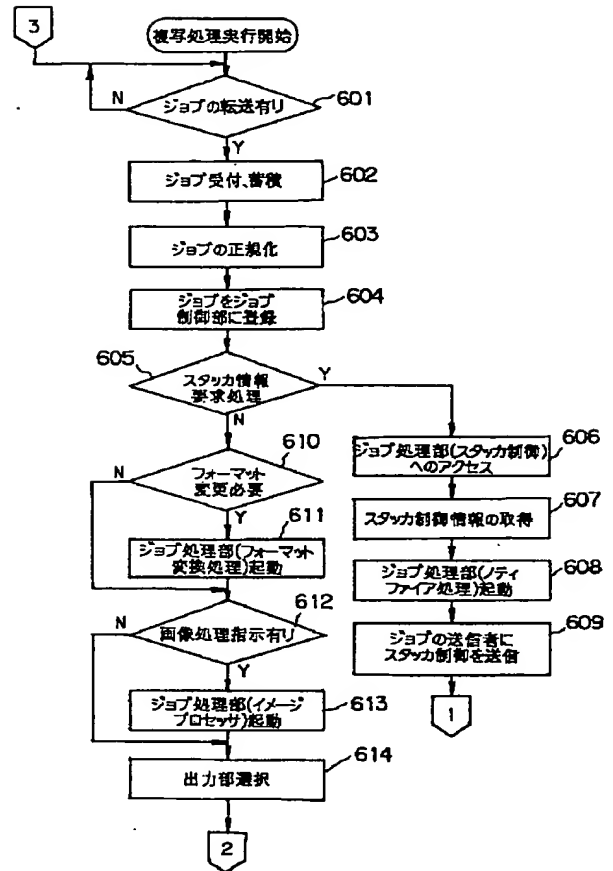 3
複写処理実行開始
N
ジョブの転送有リ
601
Y
ジョブ受付、蓄積
602
ジョブの正規化
603
ジョブをジョブ
制御部に登録
604
605
スタッカ情報
要求処理
Y
N
ジョブ処理部(スタッカ制御)
へのアクセス
606
スタッカ制御情報の取得
607
ジョブ処理部(ノティ
ファイア処理)起動
608
ジョブの送信者に
スタッカ制御を送信
609
1
N
フォーマット
変更必要
610
Y
611
ジョブ処理部(フォーマット
変換処理)起動
N
612
画像処理指示有リ
Y
ジョブ処理部(イメージ
プロセッサ)起動
613
出力部選択
614
2